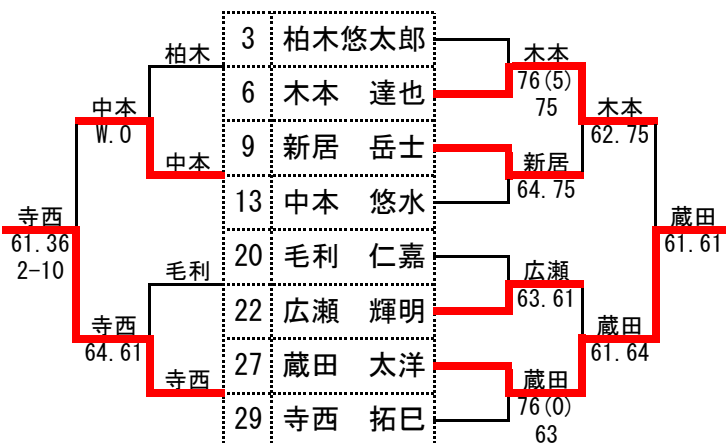 3 柏木悠太郎
6 木本 達也
9 新居 岳士
13 中本 悠水
20 毛利 仁嘉
22 広瀬 輝明
27 蔵田 太洋
29 寺西 拓巳
柏木
中本
W.0
中本
寺西
61.36
2-10
毛利
寺西
64.61
寺西
木本
76(5)
75
木本
62.75
新居
64.75
蔵田
61.61
広瀬
63.61
蔵田
61.64
蔵田
76(0)
63